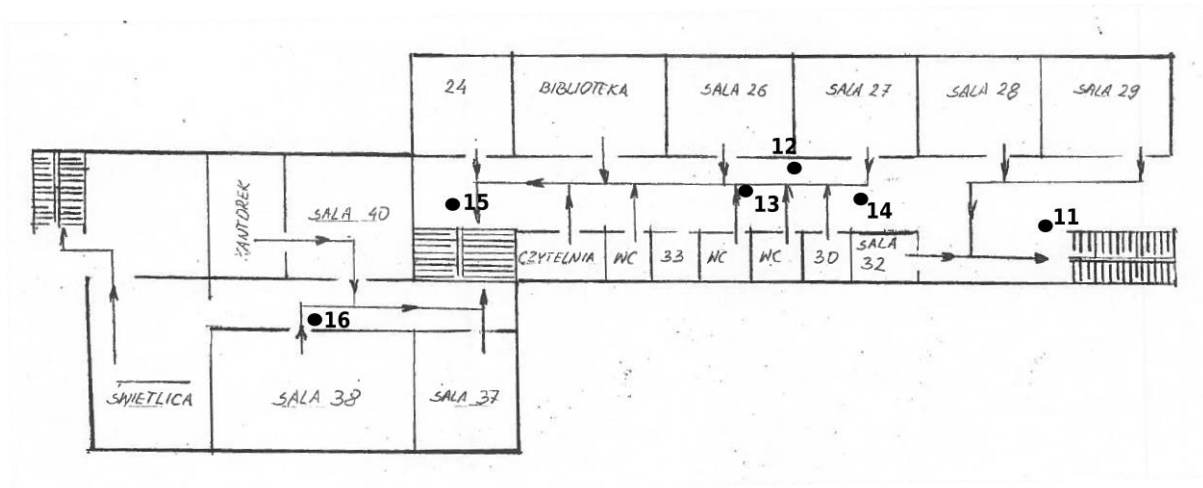 24
BIBLIOTEKA
SALA 26
SALA 27
SALA 28
SALA 29
12
KANTOREK
SALA 40
15
13
14
11
CZYTELNIA
WC
33
WC
WC
30
SALA
32
16
ŚWIETLICA
SALA 38
SALA 37